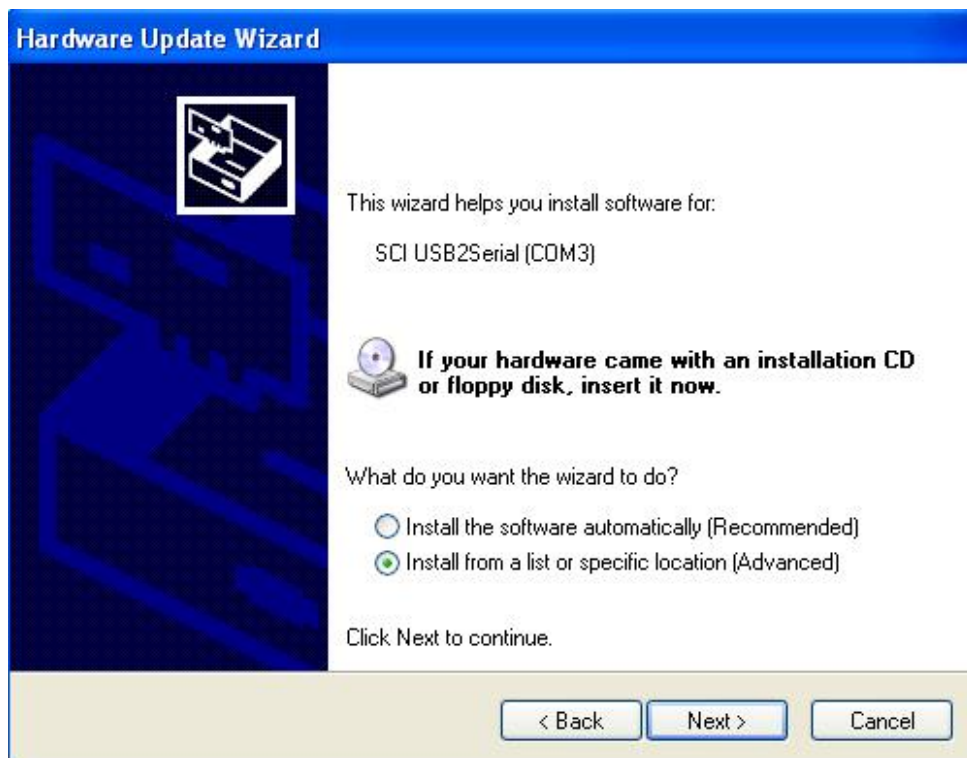 Hardware Update Wizard
This wizard helps you install software for:
SCI USB2Serial (COM3)
If your hardware came with an installation CD
or floppy disk, insert it now.
What do you want the wizard to do?
Install the software automatically (Recommended)
Install from a list or specific location (Advanced)
Click Next to continue.
< Back Next > Cancel